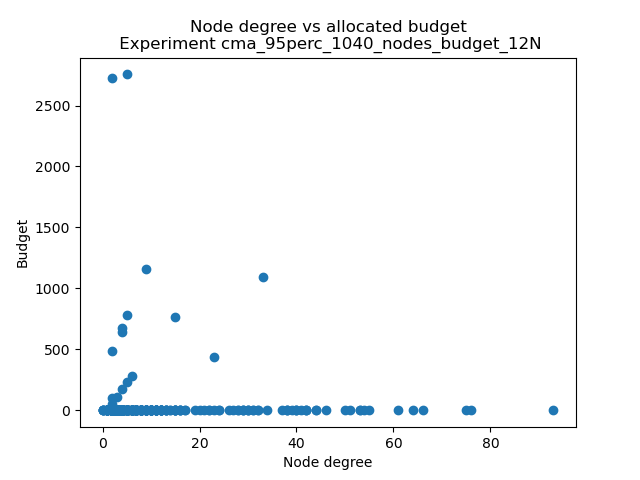 Node degree vs allocated budget
Experiment cma_95perc_1040_nodes_budget_12N
2500
2000
1500
1000
500
0
Budget
0 20 40 60 80
Node degree